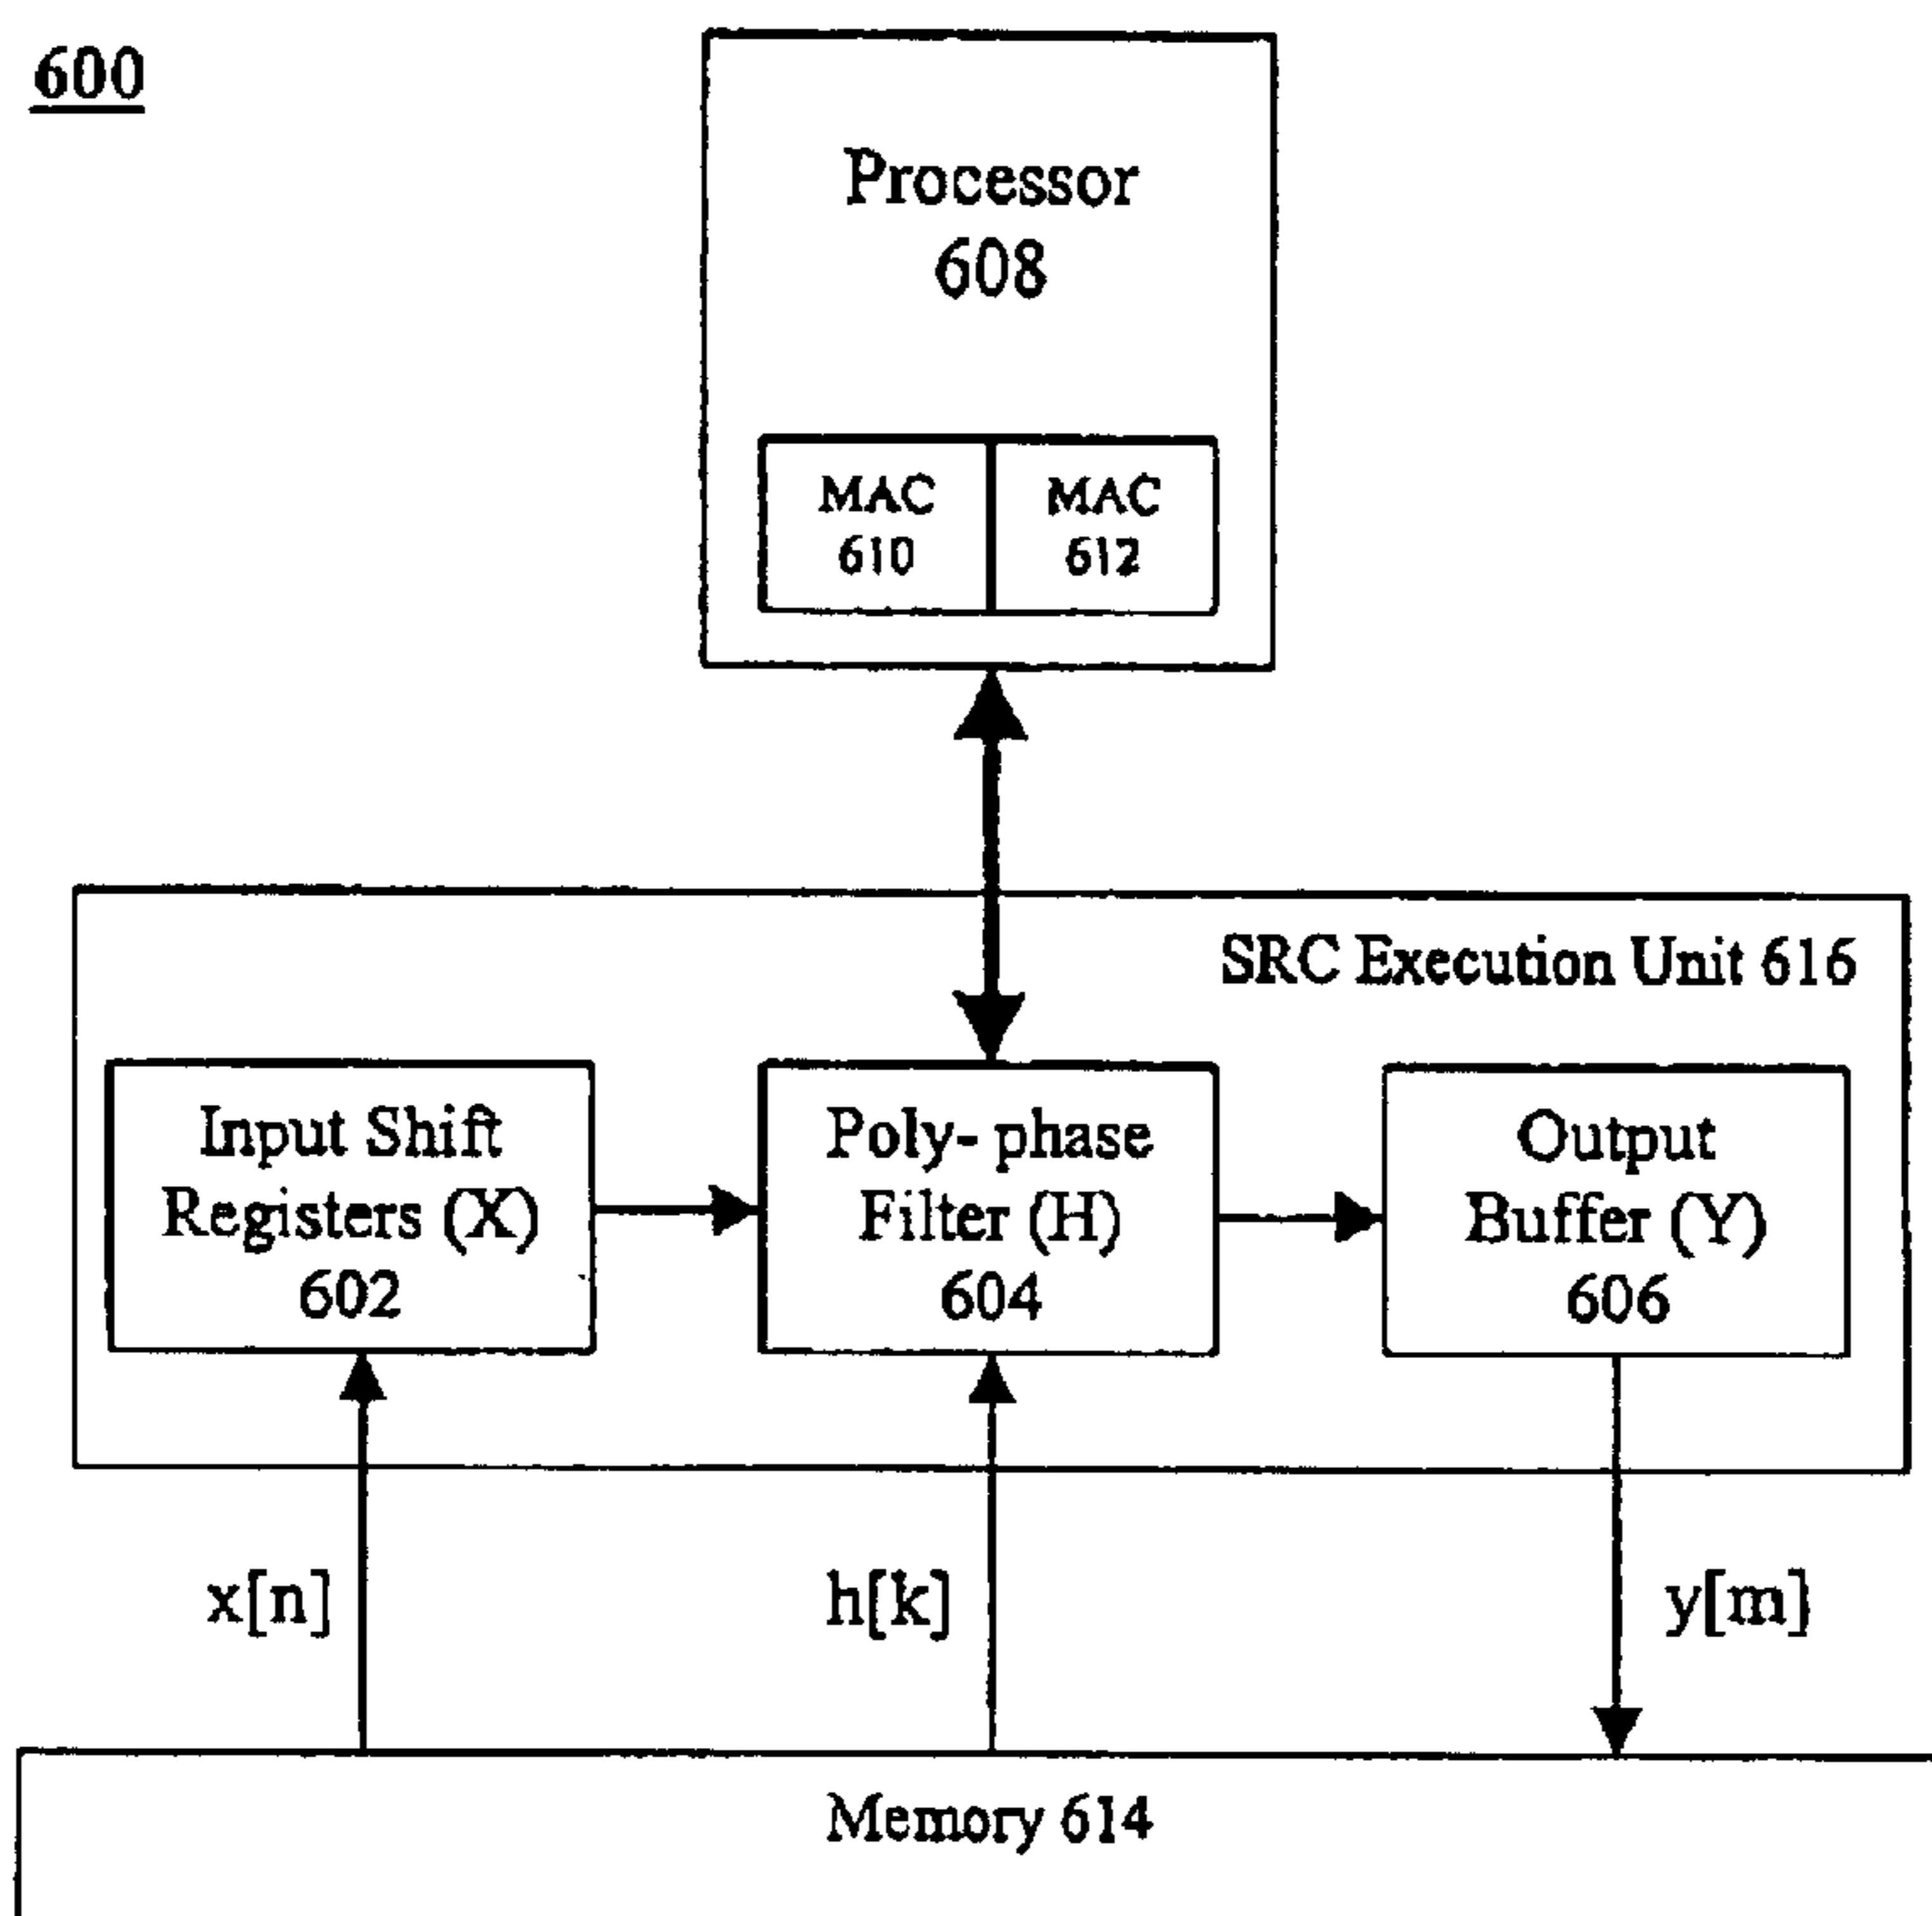 600
Processor
608
MAC
610
MAC
612
SRC Execution Unit 616
Input Shift
Registers (X)
602
Poly- phase
Filter (H)
604
Output
Buffer (Y)
606
x[n]
h[k]
y[m]
Memory 614